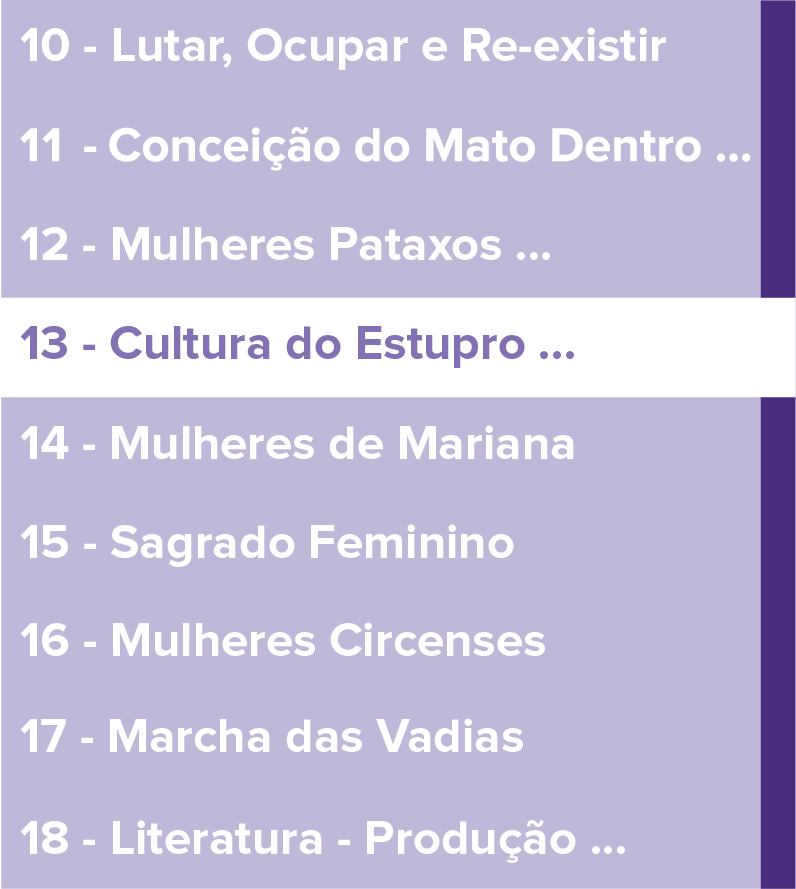 10 - Lutar, Ocupar e Re-existir
11 - Conceição do Mato Dentro ...
12 - Mulheres Pataxos ...
13 - Cultura do Estupro ...
14 - Mulheres de Mariana
15 - Sagrado Feminino
16 - Mulheres Circenses
17 - Marcha das Vadias
18 - Literatura - Produção ...